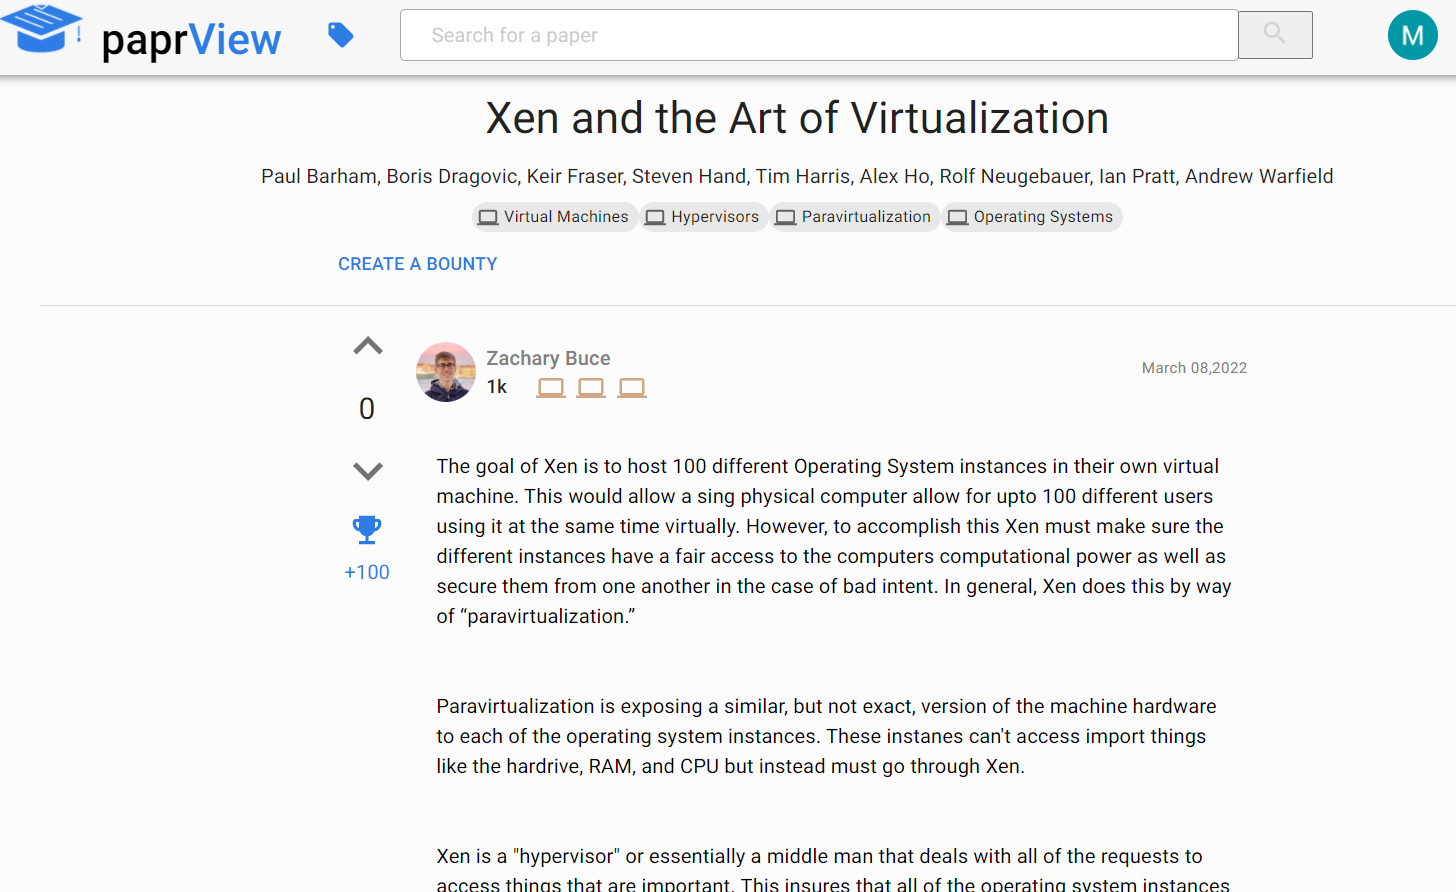 paprView
Search for a paper
M
Xen and the Art of Virtualization
Paul Barham, Boris Dragovic, Keir Fraser, Steven Hand, Tim Harris, Alex Ho, Rolf Neugebauer, Ian Pratt, Andrew Warfield
Virtual Machines Hypervisors Paravirtualization Operating Systems
CREATE A BOUNTY
Zachary Buce
March 08,2022
1k
0
+100
The goal of Xen is to host 100 different Operating System instances in their own virtual
machine. This would allow a sing physical computer allow for upto 100 different users
using it at the same time virtually. However, to accomplish this Xen must make sure the
different instances have a fair access to the computers computational power as well as
secure them from one another in the case of bad intent. In general, Xen does this by way
of “paravirtualization.”
Paravirtualization is exposing a similar, but not exact, version of the machine hardware
to each of the operating system instances. These instanes can't access import things
like the hardrive, RAM, and CPU but instead must go through Xen.
Xen is a "hypervisor" or essentially a middle man that deals with all of the requests to
access things that are important. This insures that all of the operating system instances